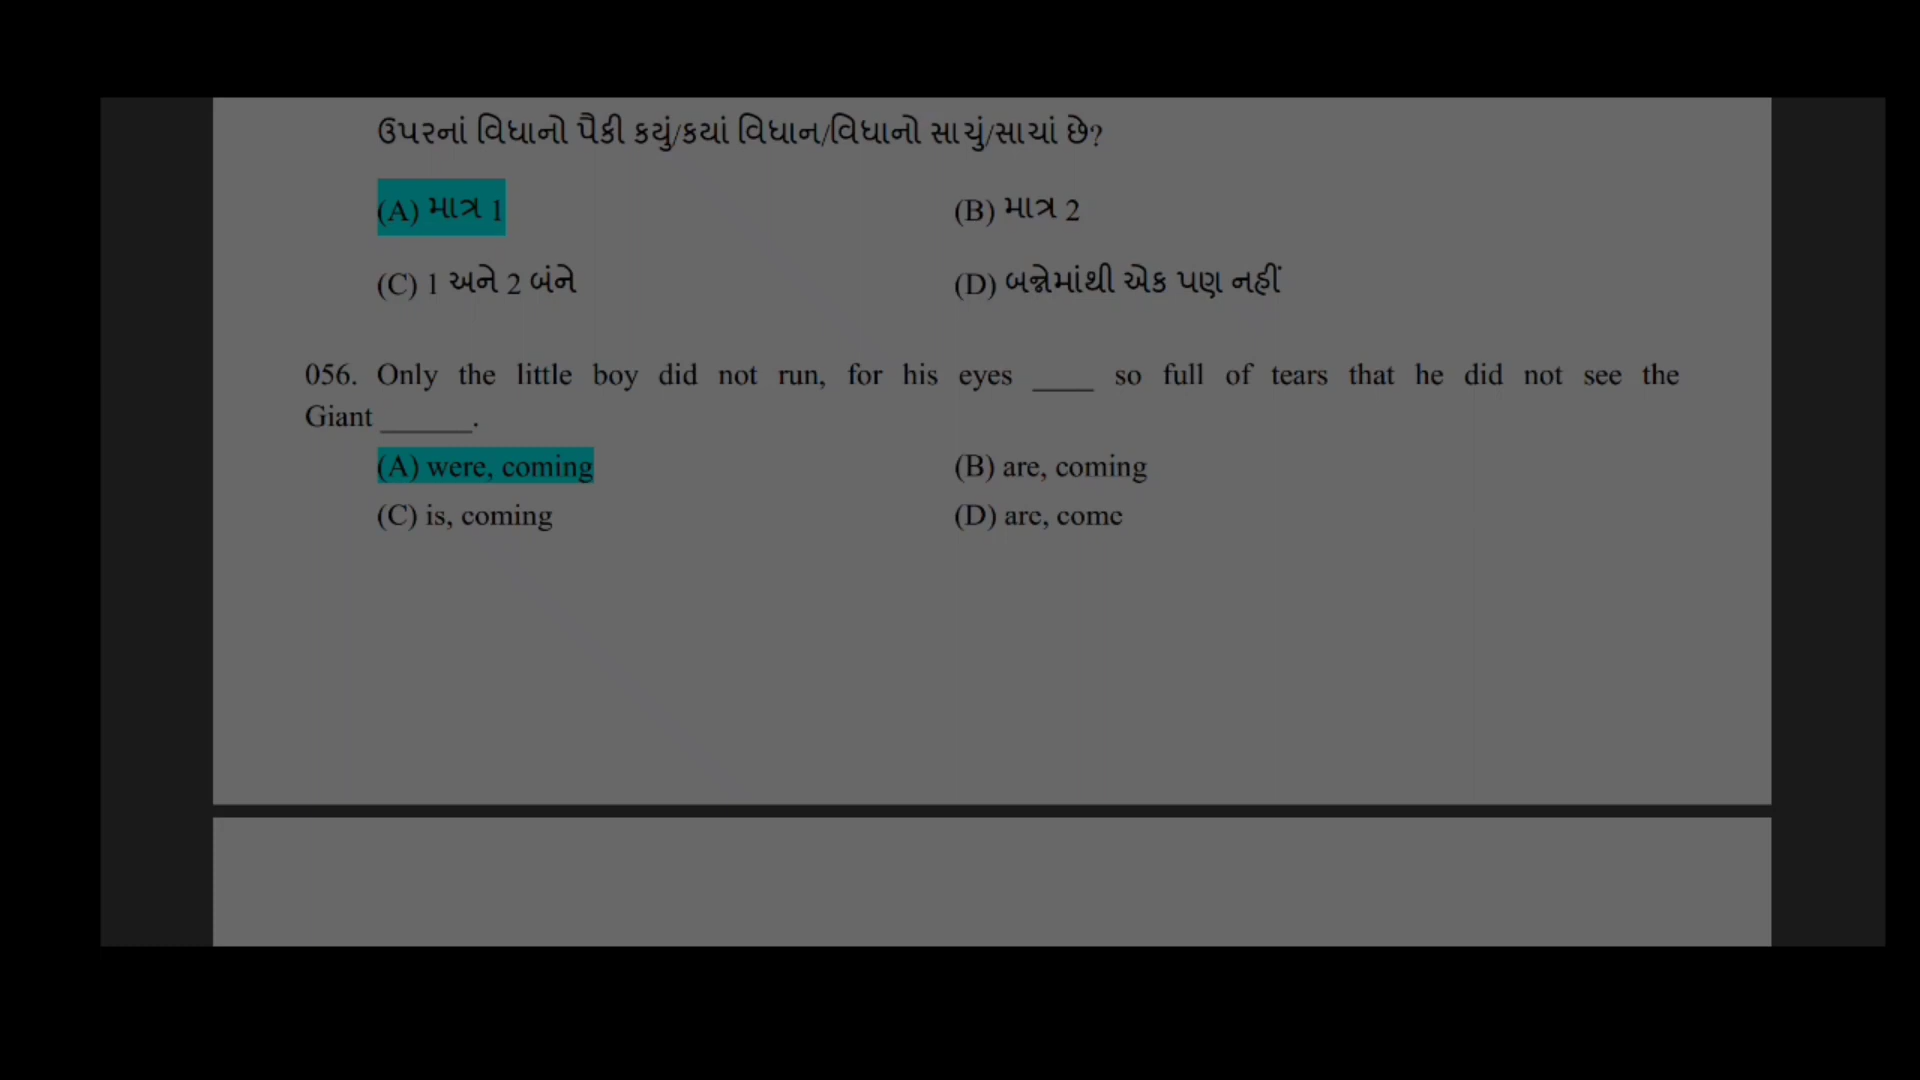 ઉપરનાં વિધાનો પૈકી કયું/કયાં વિધાન/વિધાનો સાચું/સાચાં છે?
(A) માત્ર 1 (B) માત્ર 2
(C) 1 અને 2 બંને (D) બન્નેમાંથી એક પણ નહીં
056. Only the little boy did not run, for his eyes ____ so full of tears that he did not see the
Giant ______.
(A) were, coming (B) are, coming
(C) is, coming (D) are, come